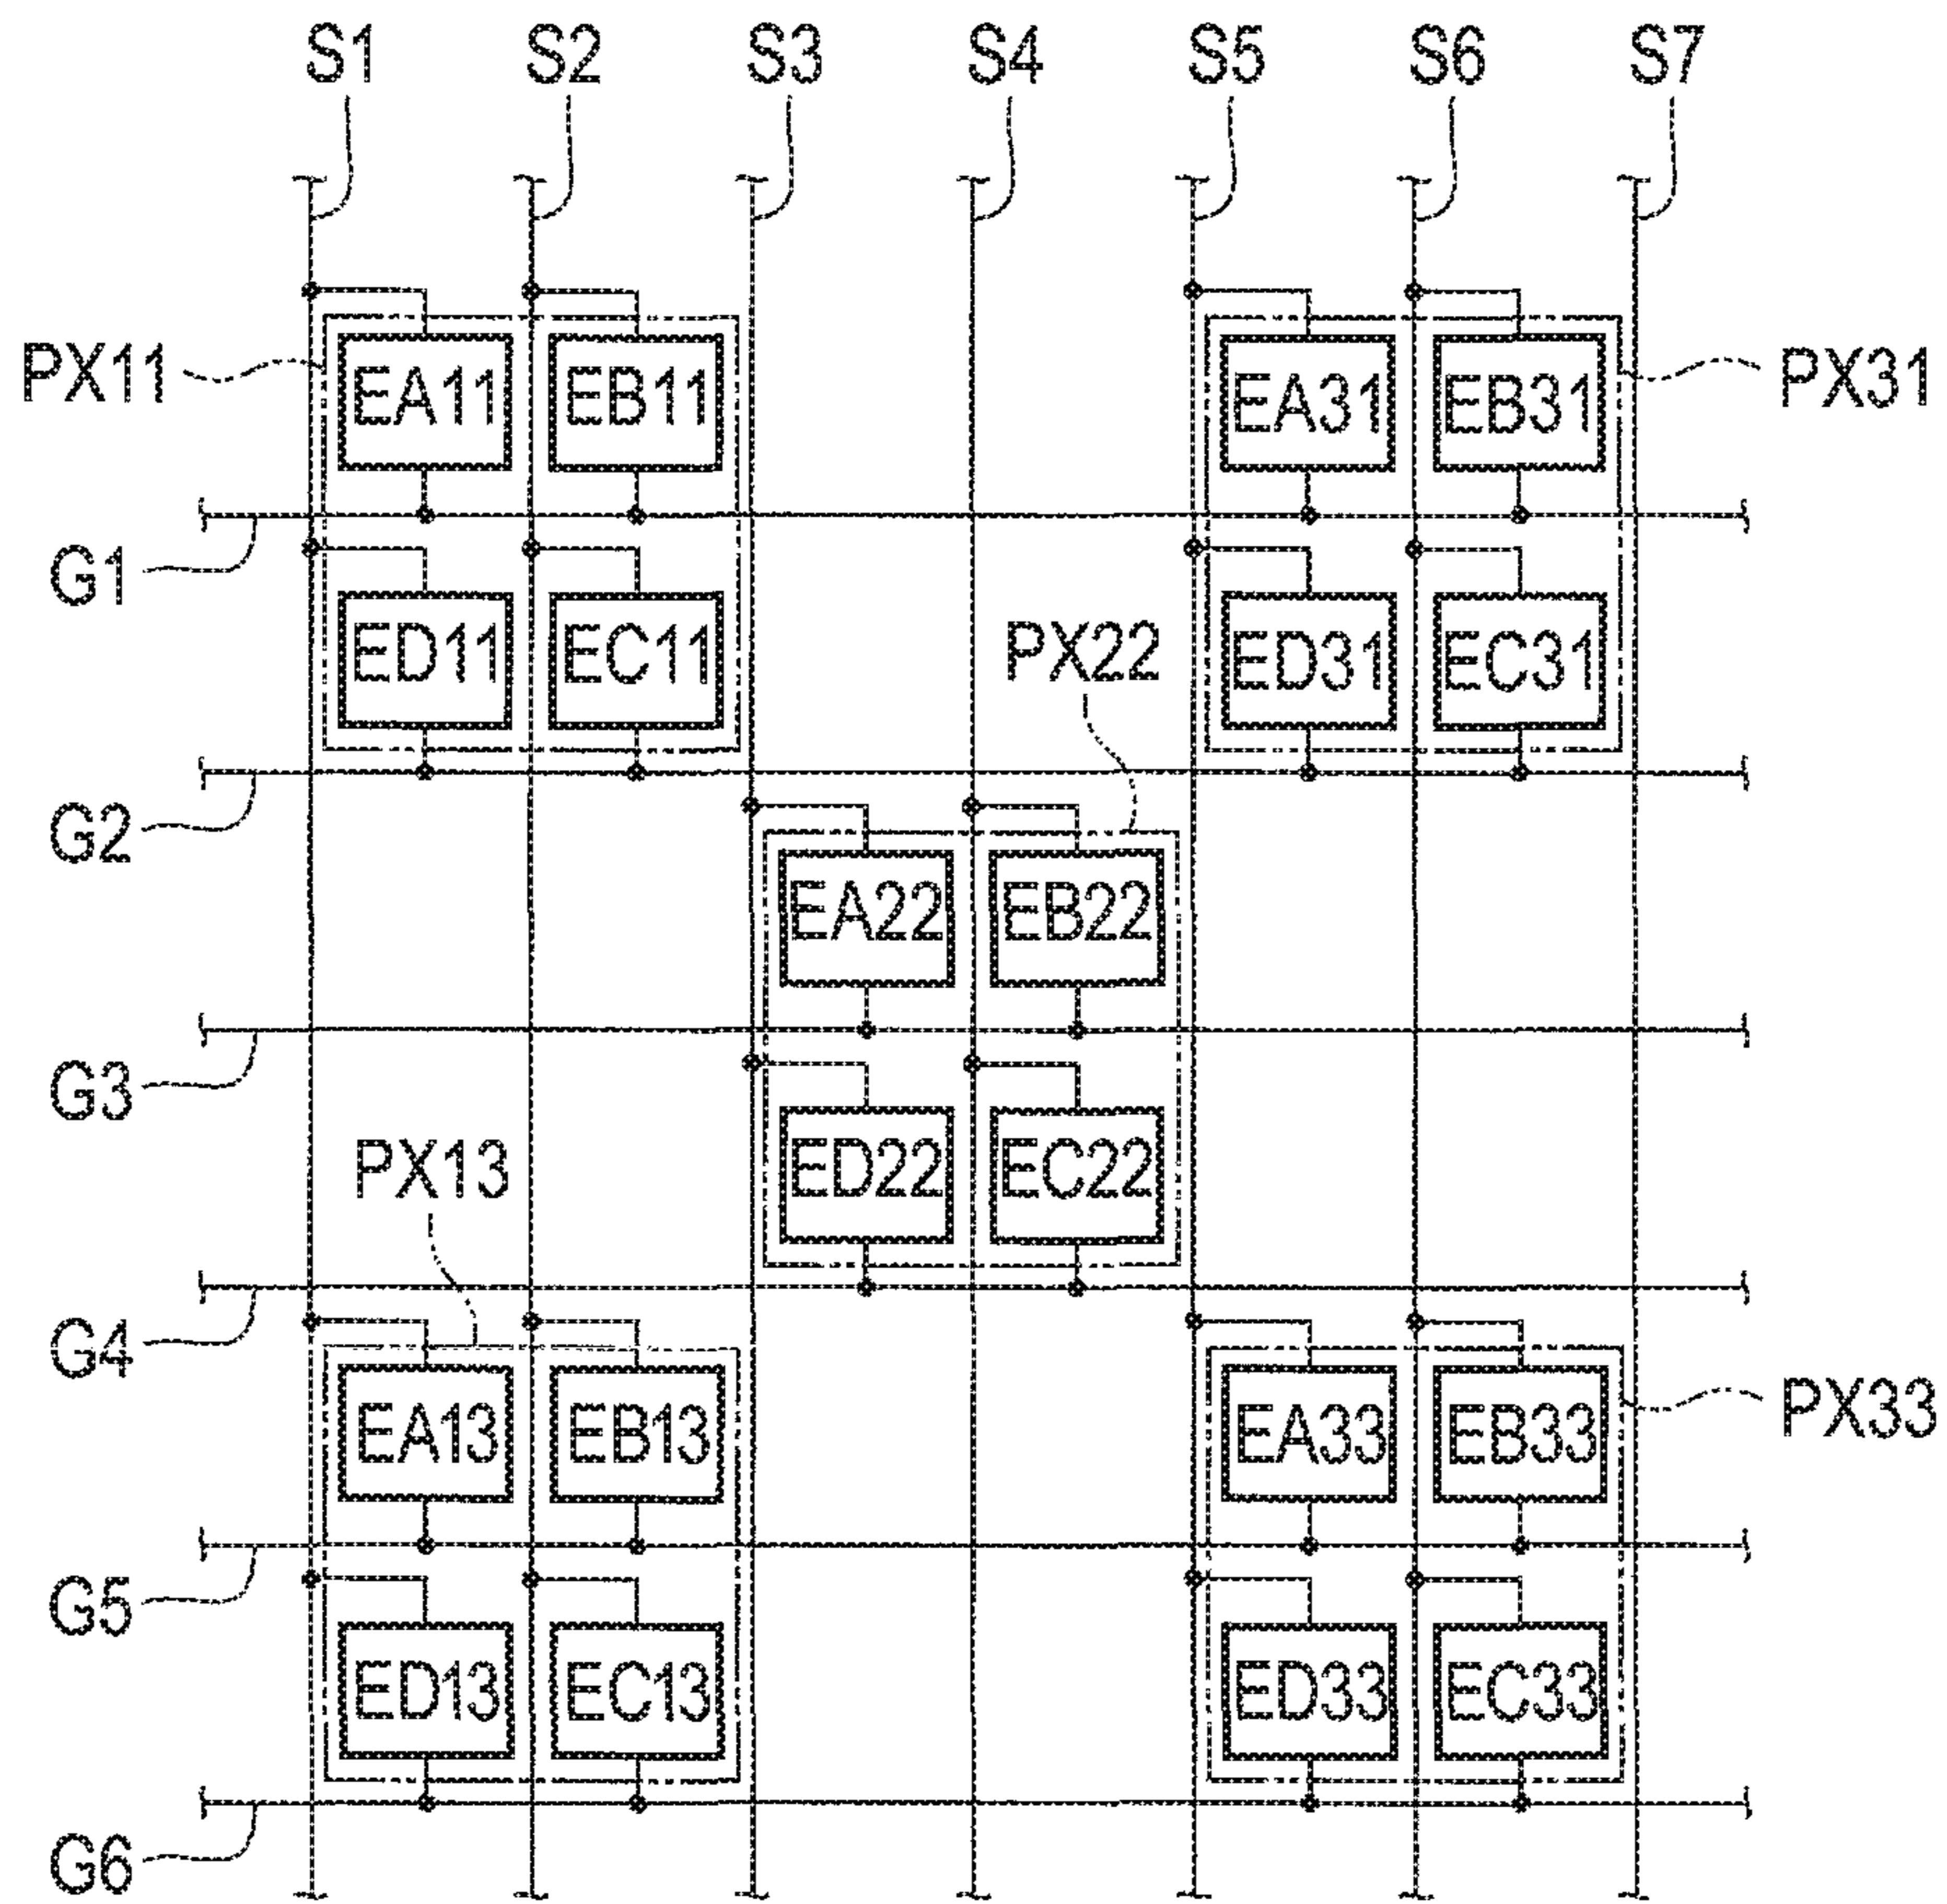 S1 S2 S3 S4 S5 S6 S7
PX11 EA11 EB11 EA31 EB31 PX31
G1
ED11 EC11 PX22 ED31 EC31
G2
EA22 EB22
G3
PX13 ED22 EC22
G4
EA13 EB13 EA33 EB33 PX33
G5
ED13 EC13 ED33 EC33
G6